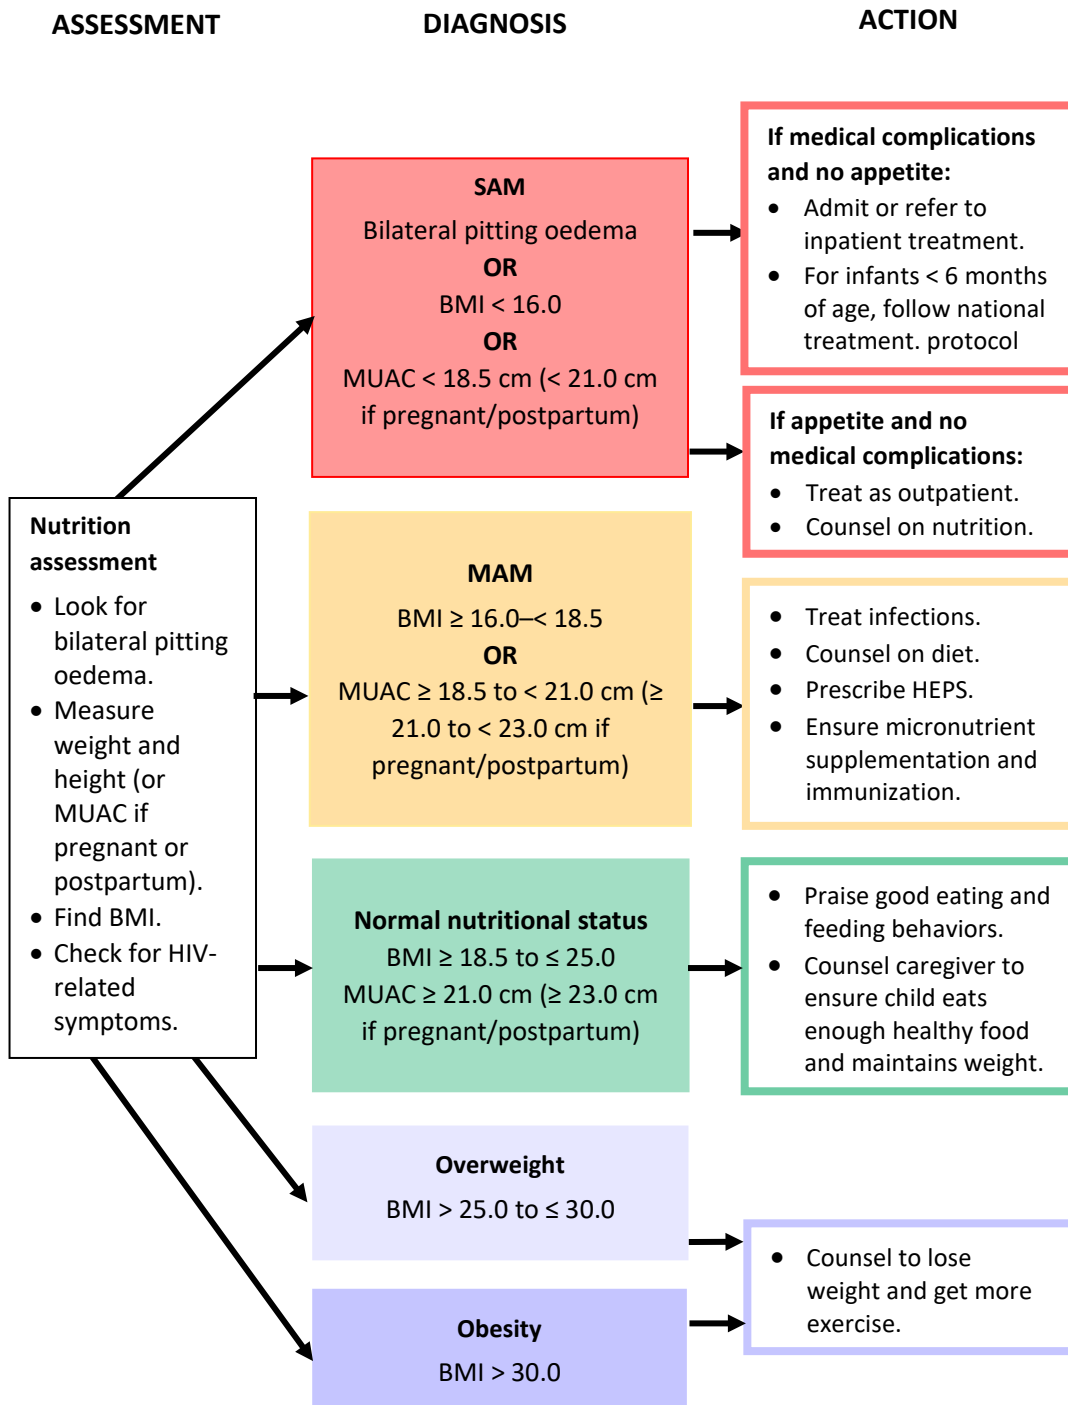 ASSESSMENT
DIAGNOSIS
ACTION
Nutrition
assessment
• Look for
bilateral pitting
oedema.
• Measure
weight and
height (or
MUAC if
pregnant or
postpartum).
• Find BMI.
• Check for HIV-
related
symptoms.
SAM
Bilateral pitting oedema
OR
BMI < 16.0
OR
MUAC < 18.5 cm (< 21.0 cm
if pregnant/postpartum)
If medical complications
and no appetite:
• Admit or refer to
inpatient treatment.
• For infants < 6 months
of age, follow national
treatment. protocol
If appetite and no
medical complications:
• Treat as outpatient.
• Counsel on nutrition.
MAM
BMI ≥ 16.0–< 18.5
OR
MUAC ≥ 18.5 to < 21.0 cm (≥
21.0 to < 23.0 cm if
pregnant/postpartum)
• Treat infections.
• Counsel on diet.
• Prescribe HEPS.
• Ensure micronutrient
supplementation and
immunization.
Normal nutritional status
BMI ≥ 18.5 to ≤ 25.0
MUAC ≥ 21.0 cm (≥ 23.0 cm
if pregnant/postpartum)
• Praise good eating and
feeding behaviors.
• Counsel caregiver to
ensure child eats
enough healthy food
and maintains weight.
Overweight
BMI > 25.0 to ≤ 30.0
Obesity
BMI > 30.0
• Counsel to lose
weight and get more
exercise.